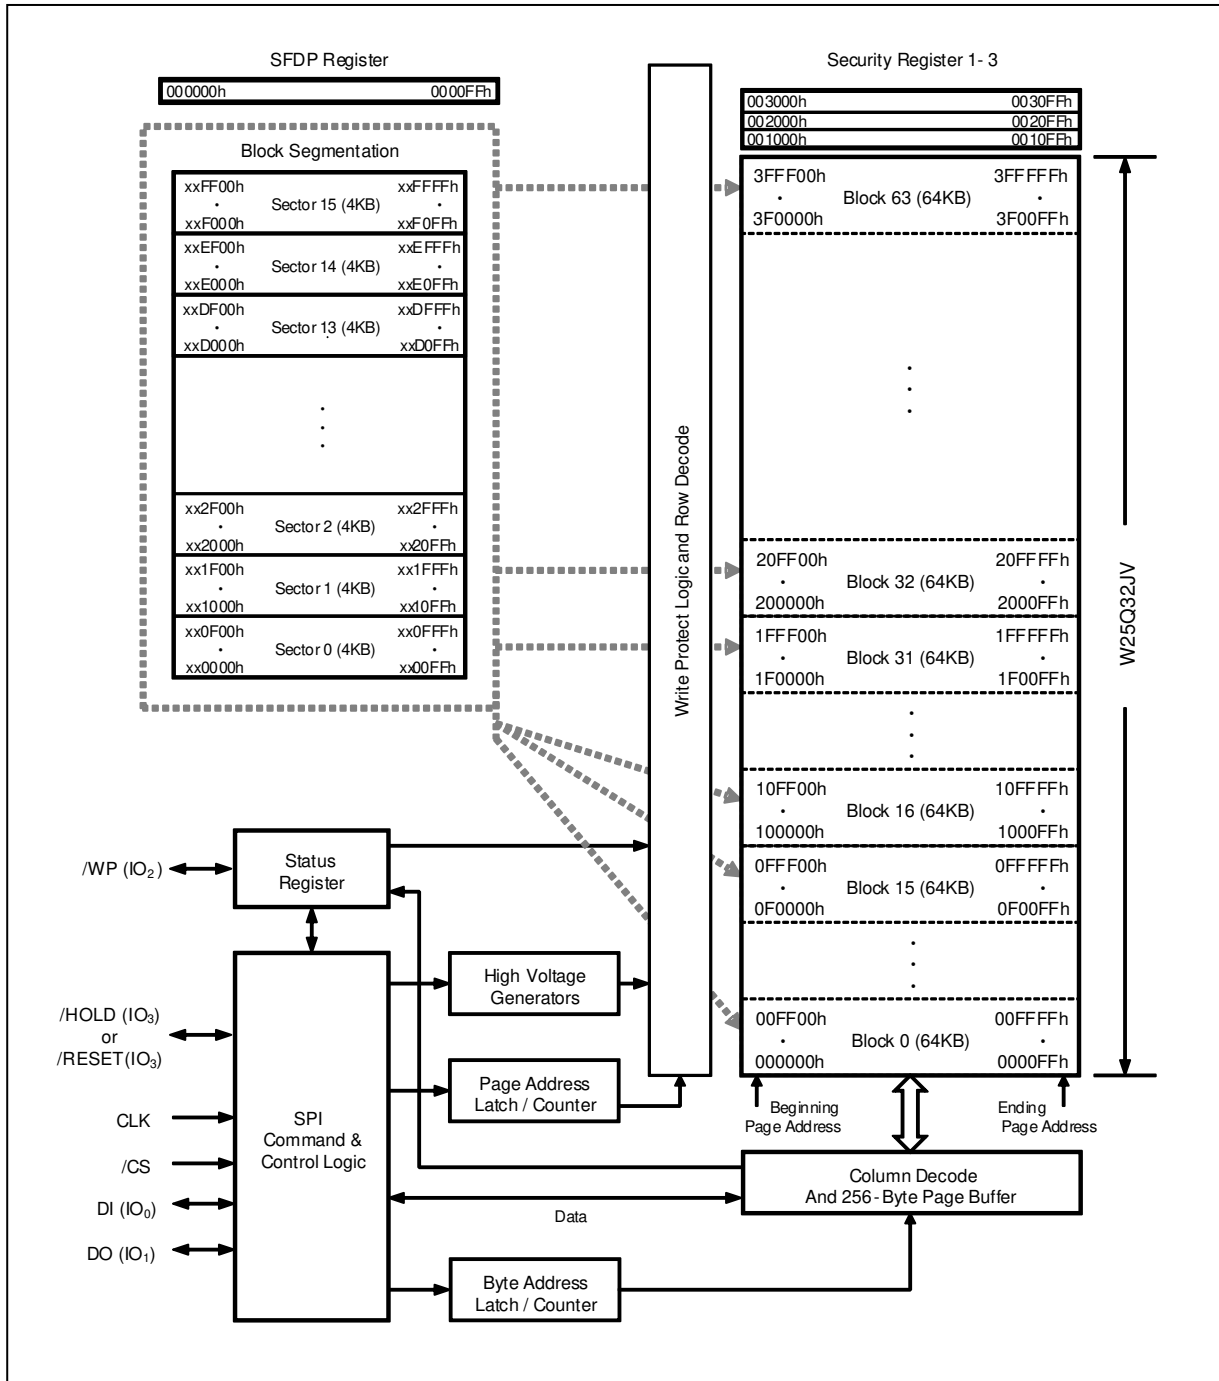 SFDP Register
000000h 0000FFh
Block Segmentation
xxFF00h xxFFFFh
Sector 15 (4KB)
xxF000h xxF0FFh
xxEF00h xxEFFFh
Sector 14 (4KB)
xxE000h xxE0FFh
xxDF00h xxDFFFh
Sector 13 (4KB)
xxD000h xxD0FFh
xx2F00h xx2FFFh
Sector 2 (4KB)
xx2000h xx20FFh
xx1F00h xx1FFFh
Sector 1 (4KB)
xx1000h xx10FFh
xx0F00h xx0FFFh
Sector 0 (4KB)
xx0000h xx00FFh
Write Protect Logic and Row Decode
Security Register 1- 3
003000h 0030FFh
002000h 0020FFh
001000h 0010FFh
3FFF00h 3FFFFFh
Block 63 (64KB)
3F0000h 3F00FFh
20FF00h 20FFFFh
Block 32 (64KB)
200000h 2000FFh
1FFF00h 1FFFFFh
Block 31 (64KB)
1F0000h 1F00FFh
10FF00h 10FFFFh
Block 16 (64KB)
100000h 1000FFh
0FFF00h 0FFFFFh
Block 15 (64KB)
0F0000h 0F00FFh
00FF00h 00FFFFh
Block 0 (64KB)
000000h 0000FFh
W25Q32JV
Beginning
Page Address
Ending
Page Address
/WP (IO₂)
Status
Register
/HOLD (IO₃)
or
/RESET(IO₃)
CLK
/CS
DI (IO₀)
DO (IO₁)
SPI
Command &
Control Logic
High Voltage
Generators
Page Address
Latch / Counter
Column Decode
And 256-Byte Page Buffer
Data
Byte Address
Latch / Counter